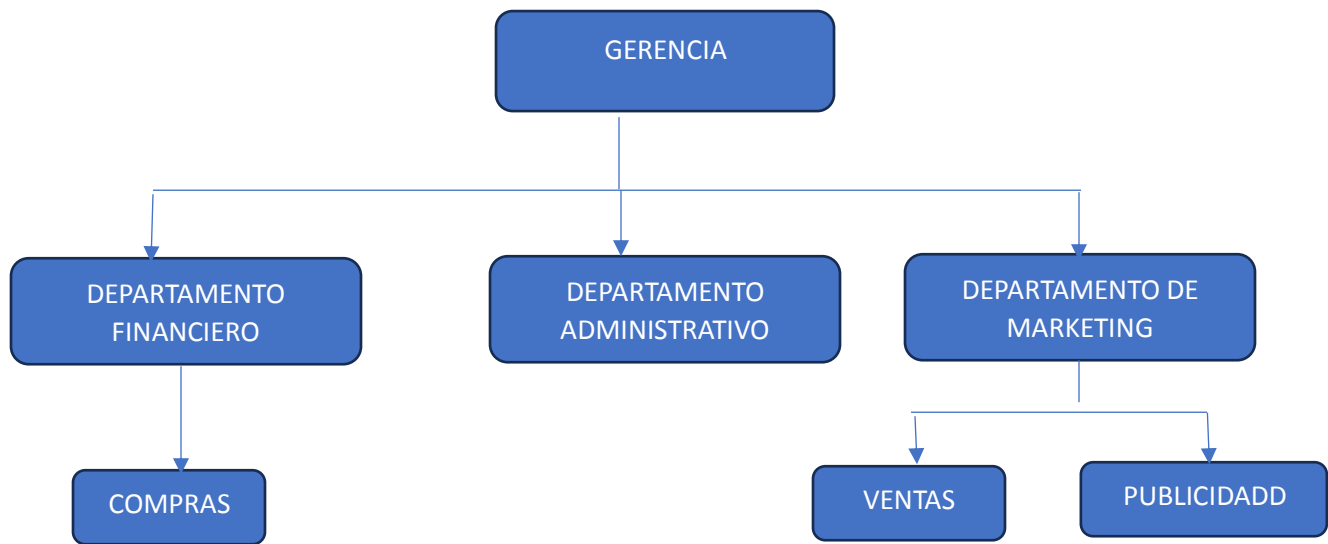 GERENCIA
DEPARTAMENTO
FINANCIERO
DEPARTAMENTO
ADMINISTRATIVO
DEPARTAMENTO DE
MARKETING
COMPRAS
VENTAS
PUBLICIDADD